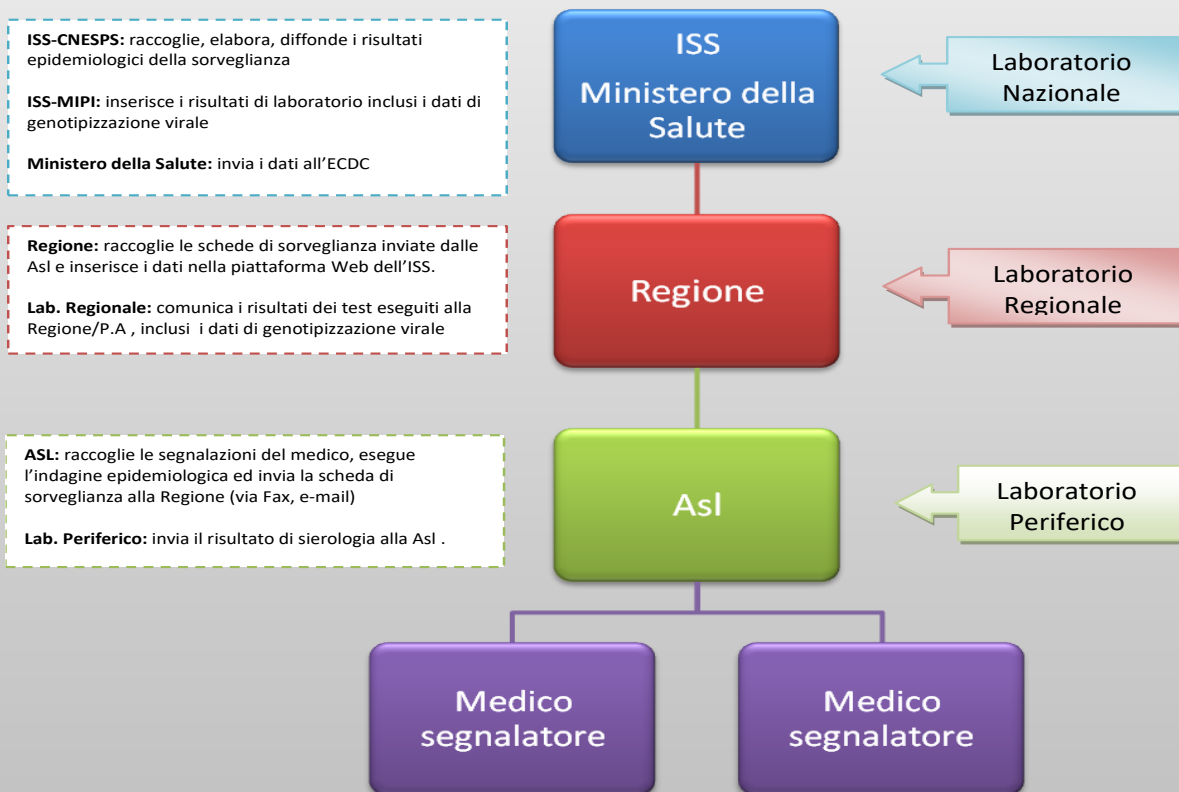 ISS-CNESPS: raccoglie, elabora, diffonde i risultati
epidemiologici della sorveglianza
ISS-MIPI: inserisce i risultati di laboratorio inclusi i dati di
genotipizzazione virale
Ministero della Salute: invia i dati all'ECDC
ISS
Ministero della
Salute
Laboratorio
Nazionale
Regione: raccoglie le schede di sorveglianza inviate dalle
Asl e inserisce i dati nella piattaforma Web dell'ISS.
Lab. Regionale: comunica i risultati dei test eseguiti alla
Regione/P.A , inclusi i dati di genotipizzazione virale
Regione
Laboratorio
Regionale
ASL: raccoglie le segnalazioni del medico, esegue
l'indagine epidemiologica ed invia la scheda di
sorveglianza alla Regione (via Fax, e-mail)
Lab. Periferico: invia il risultato di sierologia alla Asl .
Asl
Laboratorio
Periferico
Medico
segnalatore
Medico
segnalatore